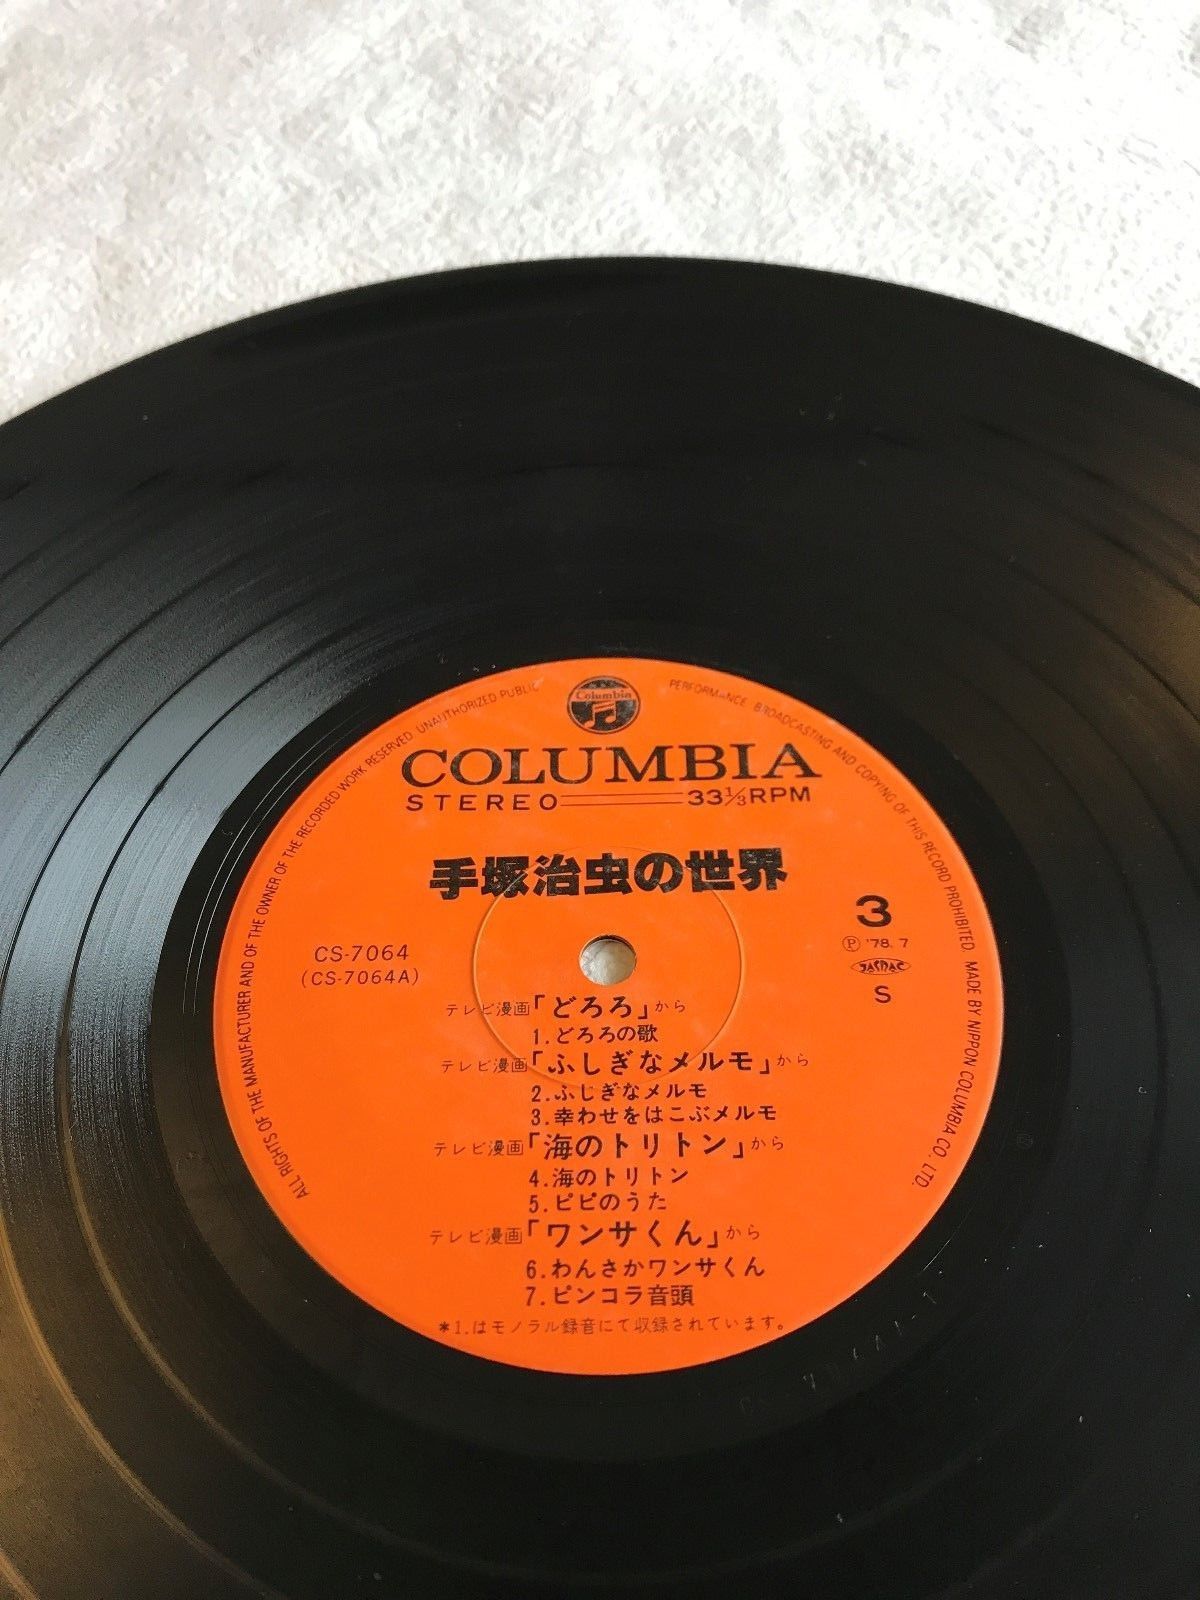 Columbia
COLUMBIA
STEREO 33⅓RPM
手塚治虫の世界
3
Ⓟ '78.7
JASRAC
S
CS-7064
(CS-7064A)
テレビ漫画「どろろ」から
1.どろろの歌
テレビ漫画「ふしぎなメルモ」から
2.ふしぎなメルモ
3.幸わせをはこぶメルモ
テレビ漫画「海のトリトン」から
4.海のトリトン
5.ピピのうた
テレビ漫画「ワンサくん」から
6.わんさかワンサくん
7.ピンコラ音頭
*1.はモノラル録音にて収録されています。
ALL RIGHTS OF THE MANUFACTURER AND OF THE OWNER OF THE RECORDED WORK RESERVED. UNAUTHORIZED PUBLIC PERFORMANCE BROADCASTING AND COPYING OF THIS RECORD PROHIBITED. MADE BY NIPPON COLUMBIA CO., LTD.